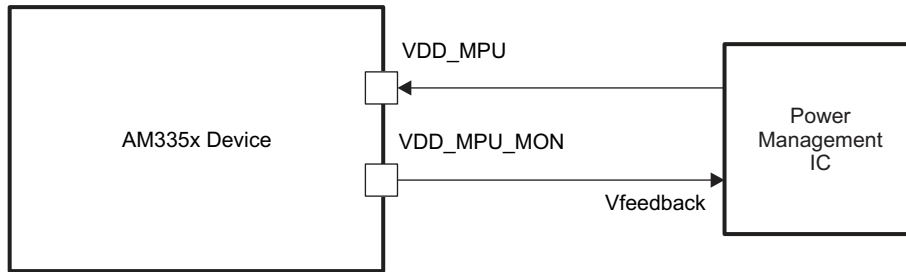 VDD_MPU
AM335x Device
VDD_MPU_MON
Vfeedback
Power
Management
IC